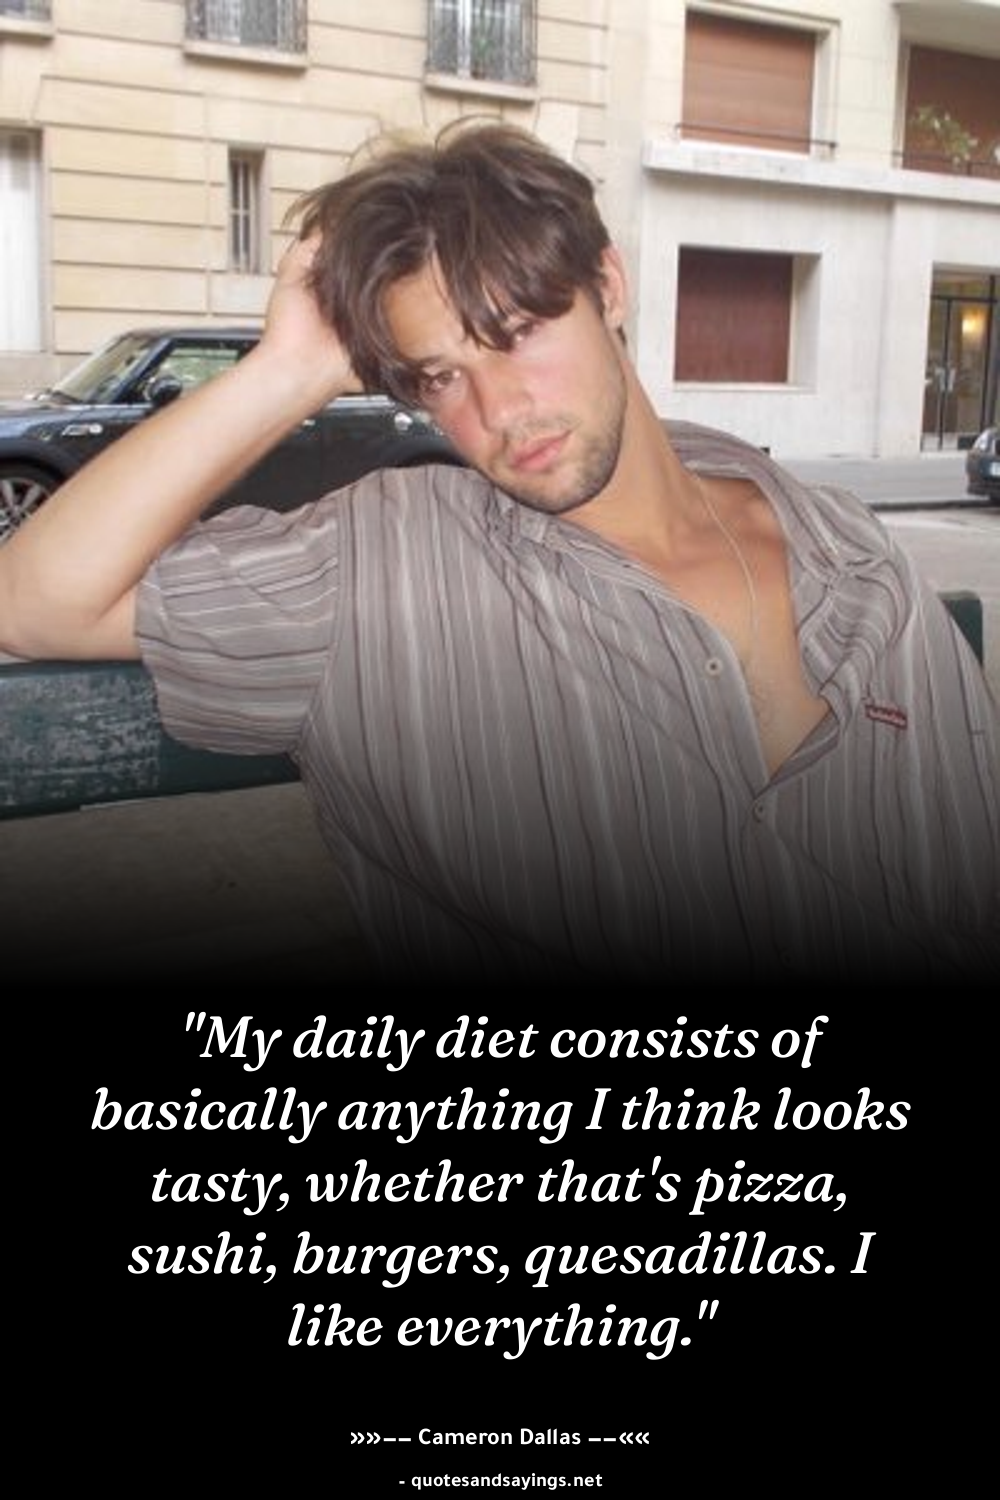 "My daily diet consists of
basically anything I think looks
tasty, whether that's pizza,
sushi, burgers, quesadillas. I
like everything."
»»–– Cameron Dallas ––««
- quotesandsayings.net